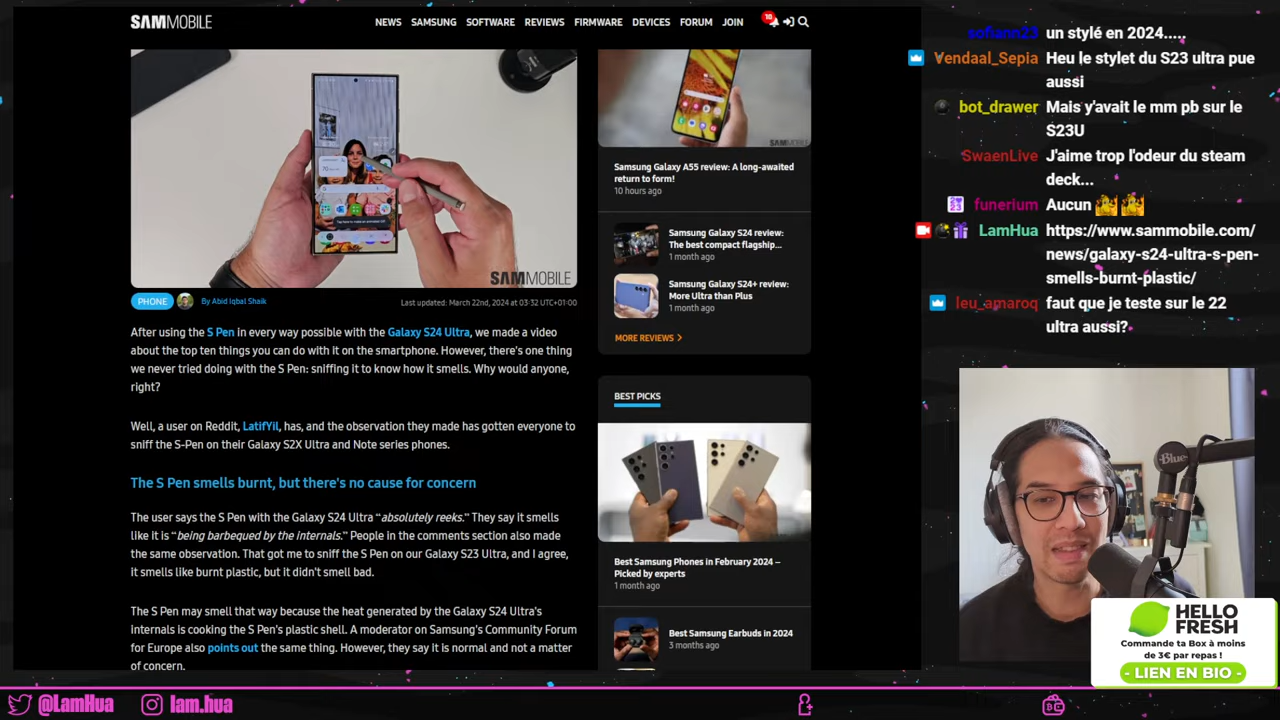 SAMMOBILE
NEWS SAMSUNG SOFTWARE REVIEWS FIRMWARE DEVICES FORUM JOIN
SAMMOBILE
PHONE By Abid Iqbal Shaik Last updated: March 22nd, 2024 at 03:32 UTC+01:00
After using the S Pen in every way possible with the Galaxy S24 Ultra, we made a video
about the top ten things you can do with it on the smartphone. However, there's one thing
we never tried doing with the S Pen: sniffing it to know how it smells. Why would anyone,
right?
Well, a user on Reddit, LatifYil, has, and the observation they made has gotten everyone to
sniff the S-Pen on their Galaxy S2X Ultra and Note series phones.
The S Pen smells burnt, but there's no cause for concern
The user says the S Pen with the Galaxy S24 Ultra “absolutely reeks.” They say it smells
like it is “being barbequed by the internals.” People in the comments section also made
the same observation. That got me to sniff the S Pen on our Galaxy S23 Ultra, and I agree,
it smells like burnt plastic, but it didn't smell bad.
The S Pen may smell that way because the heat generated by the Galaxy S24 Ultra's
internals is cooking the S Pen's plastic shell. A moderator on Samsung's Community Forum
for Europe also points out the same thing. However, they say it is normal and not a matter
of concern.
SAMMOBILE
Samsung Galaxy A55 review: A long-awaited
return to form!
10 hours ago
Samsung Galaxy S24 review:
The best compact flagship...
1 month ago
Samsung Galaxy S24+ review:
More Ultra than Plus
1 month ago
MORE REVIEWS
BEST PICKS
Best Samsung Phones in February 2024 –
Picked by experts
1 month ago
Best Samsung Earbuds in 2024
3 months ago
sofiann23 un stylé en 2024.....
Vendaal_Sepia Heu le stylet du S23 ultra pue
aussi
bot_drawer Mais y'avait le mm pb sur le
S23U
SwaenLive J'aime trop l'odeur du steam
deck...
funerium Aucun
LamHua https://www.sammobile.com/
news/galaxy-s24-ultra-s-pen-
smells-burnt-plastic/
leu_amaroq faut que je teste sur le 22
ultra aussi?
Blue
HELLO
FRESH
Commande ta Box à moins
de 3€ par repas !
- LIEN EN BIO -
@LamHua lam.hua